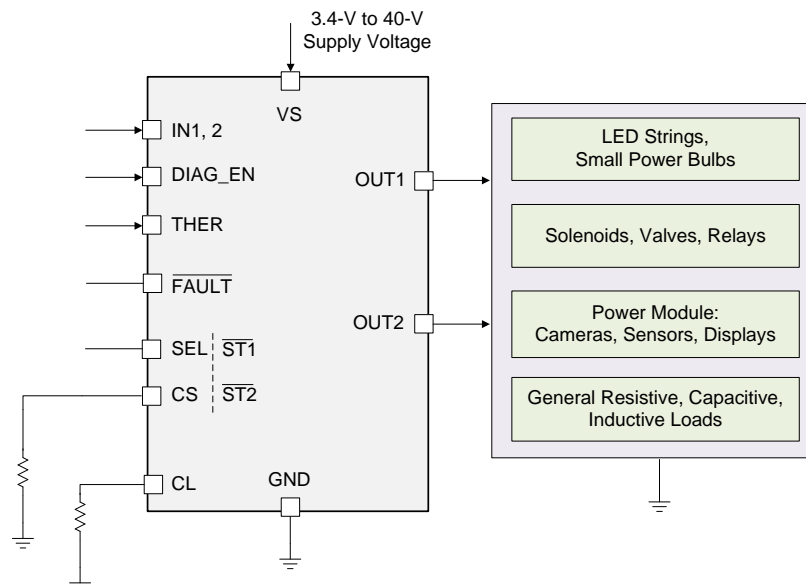 3.4-V to 40-V
Supply Voltage
VS
IN1, 2
DIAG_EN
THER
FAULT
SEL ST1
CS ST2
CL
GND
OUT1
OUT2
LED Strings,
Small Power Bulbs
Solenoids, Valves, Relays
Power Module:
Cameras, Sensors, Displays
General Resistive, Capacitive,
Inductive Loads